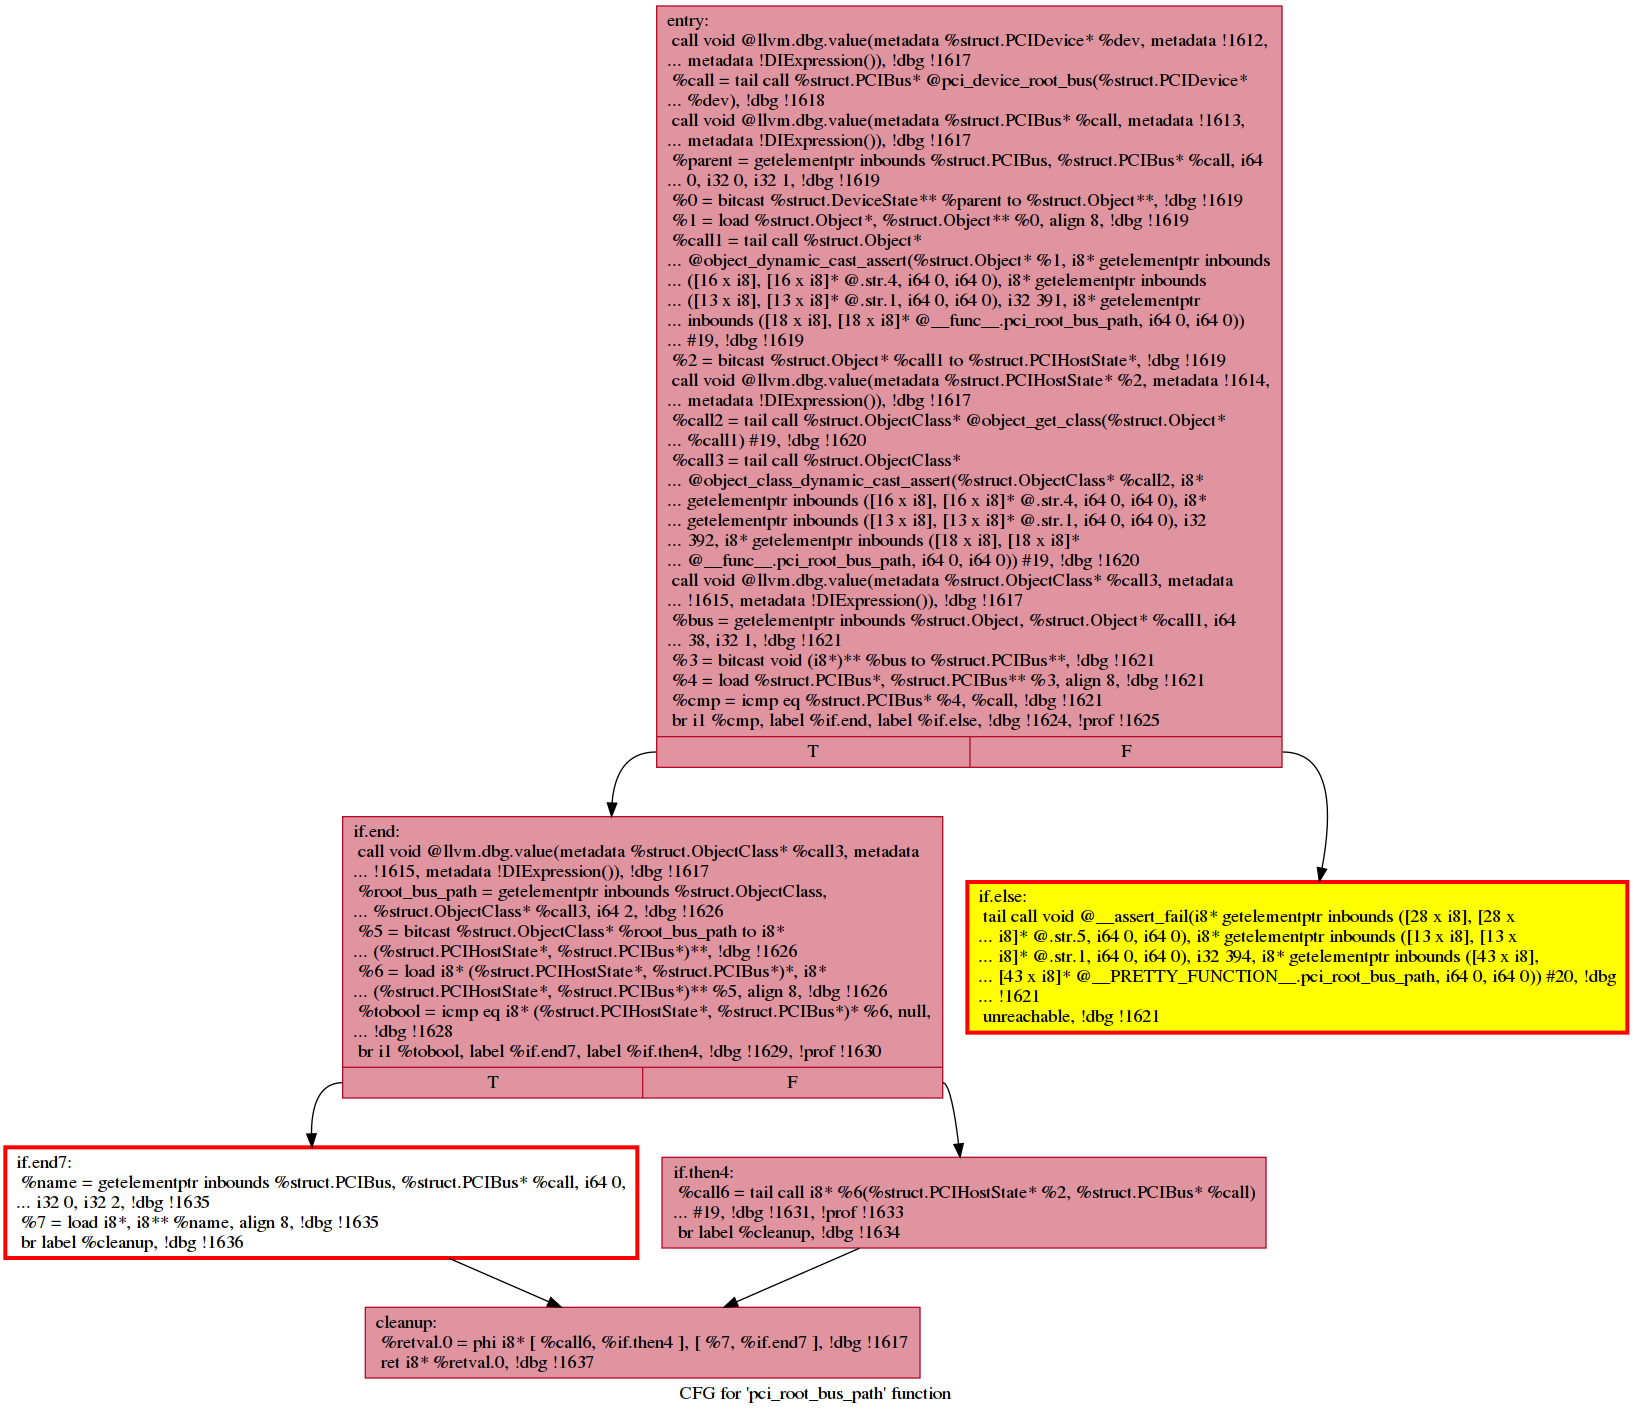 entry:
call void @llvm.dbg.value(metadata %struct.PCIDevice* %dev, metadata !1612,
... metadata !DIExpression()), !dbg !1617
%call = tail call %struct.PCIBus* @pci_device_root_bus(%struct.PCIDevice*
... %dev), !dbg !1618
call void @llvm.dbg.value(metadata %struct.PCIBus* %call, metadata !1613,
... metadata !DIExpression()), !dbg !1617
%parent = getelementptr inbounds %struct.PCIBus, %struct.PCIBus* %call, i64
... 0, i32 0, i32 1, !dbg !1619
%0 = bitcast %struct.DeviceState** %parent to %struct.Object**, !dbg !1619
%1 = load %struct.Object*, %struct.Object** %0, align 8, !dbg !1619
%call1 = tail call %struct.Object*
... @object_dynamic_cast_assert(%struct.Object* %1, i8* getelementptr inbounds
... ([16 x i8], [16 x i8]* @.str.4, i64 0, i64 0), i8* getelementptr inbounds
... ([13 x i8], [13 x i8]* @.str.1, i64 0, i64 0), i32 391, i8* getelementptr
... inbounds ([18 x i8], [18 x i8]* @__func__.pci_root_bus_path, i64 0, i64 0))
... #19, !dbg !1619
%2 = bitcast %struct.Object* %call1 to %struct.PCIHostState*, !dbg !1619
call void @llvm.dbg.value(metadata %struct.PCIHostState* %2, metadata !1614,
... metadata !DIExpression()), !dbg !1617
%call2 = tail call %struct.ObjectClass* @object_get_class(%struct.Object*
... %call1) #19, !dbg !1620
%call3 = tail call %struct.ObjectClass*
... @object_class_dynamic_cast_assert(%struct.ObjectClass* %call2, i8*
... getelementptr inbounds ([16 x i8], [16 x i8]* @.str.4, i64 0, i64 0), i8*
... getelementptr inbounds ([13 x i8], [13 x i8]* @.str.1, i64 0, i64 0), i32
... 392, i8* getelementptr inbounds ([18 x i8], [18 x i8]*
... @__func__.pci_root_bus_path, i64 0, i64 0)) #19, !dbg !1620
call void @llvm.dbg.value(metadata %struct.ObjectClass* %call3, metadata
... !1615, metadata !DIExpression()), !dbg !1617
%bus = getelementptr inbounds %struct.Object, %struct.Object* %call1, i64
... 38, i32 1, !dbg !1621
%3 = bitcast void (i8*)** %bus to %struct.PCIBus**, !dbg !1621
%4 = load %struct.PCIBus*, %struct.PCIBus** %3, align 8, !dbg !1621
%cmp = icmp eq %struct.PCIBus* %4, %call, !dbg !1621
br i1 %cmp, label %if.end, label %if.else, !dbg !1624, !prof !1625
T F
if.end:
call void @llvm.dbg.value(metadata %struct.ObjectClass* %call3, metadata
... !1615, metadata !DIExpression()), !dbg !1617
%root_bus_path = getelementptr inbounds %struct.ObjectClass,
... %struct.ObjectClass* %call3, i64 2, !dbg !1626
%5 = bitcast %struct.ObjectClass* %root_bus_path to i8*
... (%struct.PCIHostState*, %struct.PCIBus*)**, !dbg !1626
%6 = load i8* (%struct.PCIHostState*, %struct.PCIBus*)*, i8*
... (%struct.PCIHostState*, %struct.PCIBus*)** %5, align 8, !dbg !1626
%tobool = icmp eq i8* (%struct.PCIHostState*, %struct.PCIBus*)* %6, null,
... !dbg !1628
br i1 %tobool, label %if.end7, label %if.then4, !dbg !1629, !prof !1630
T F
if.else:
tail call void @__assert_fail(i8* getelementptr inbounds ([28 x i8], [28 x
... i8]* @.str.5, i64 0, i64 0), i8* getelementptr inbounds ([13 x i8], [13 x
... i8]* @.str.1, i64 0, i64 0), i32 394, i8* getelementptr inbounds ([43 x i8],
... [43 x i8]* @__PRETTY_FUNCTION__.pci_root_bus_path, i64 0, i64 0)) #20, !dbg
... !1621
unreachable, !dbg !1621
if.end7:
%name = getelementptr inbounds %struct.PCIBus, %struct.PCIBus* %call, i64 0,
... i32 0, i32 2, !dbg !1635
%7 = load i8*, i8** %name, align 8, !dbg !1635
br label %cleanup, !dbg !1636
if.then4:
%call6 = tail call i8* %6(%struct.PCIHostState* %2, %struct.PCIBus* %call)
... #19, !dbg !1631, !prof !1633
br label %cleanup, !dbg !1634
cleanup:
%retval.0 = phi i8* [ %call6, %if.then4 ], [ %7, %if.end7 ], !dbg !1617
ret i8* %retval.0, !dbg !1637
CFG for 'pci_root_bus_path' function